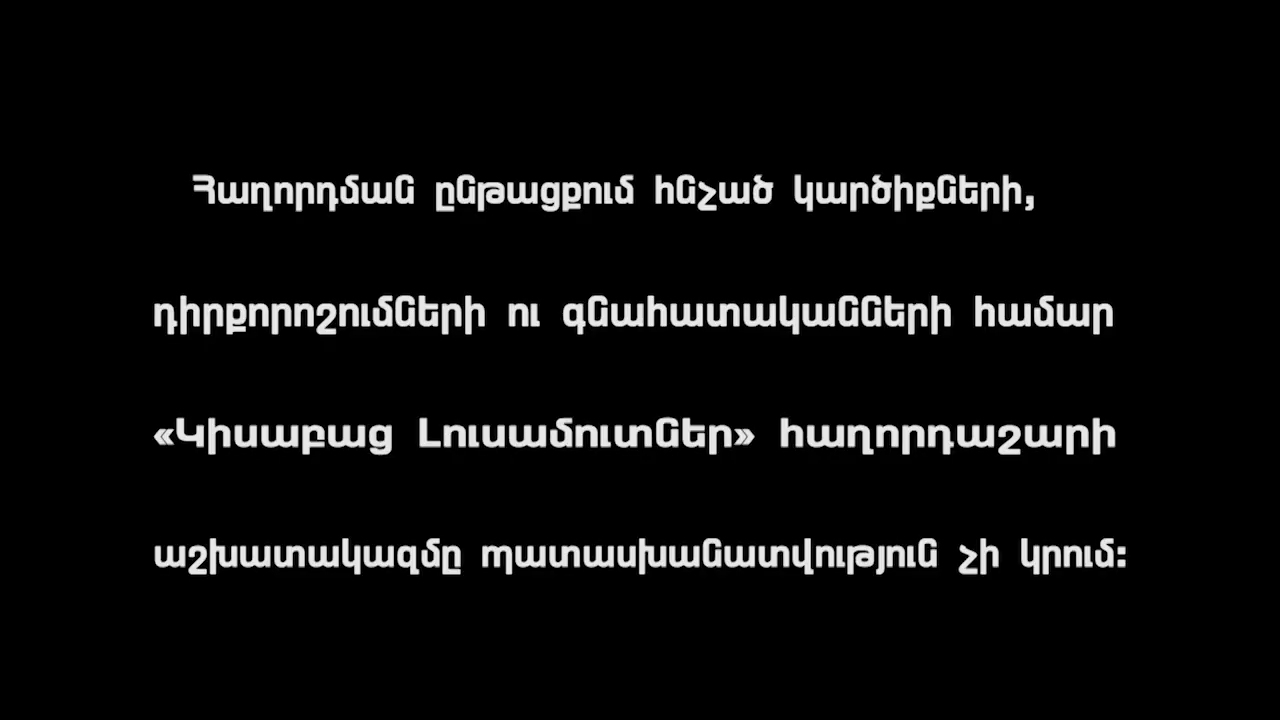 Հաղորդման ընթացքում հնչած կարծիքների,
դիրքորոշումների ու գնահատականների համար
«Կիսաբաց Լուսամուտներ» հաղորդաշարի
աշխատակազմը պատասխանատվություն չի կրում: